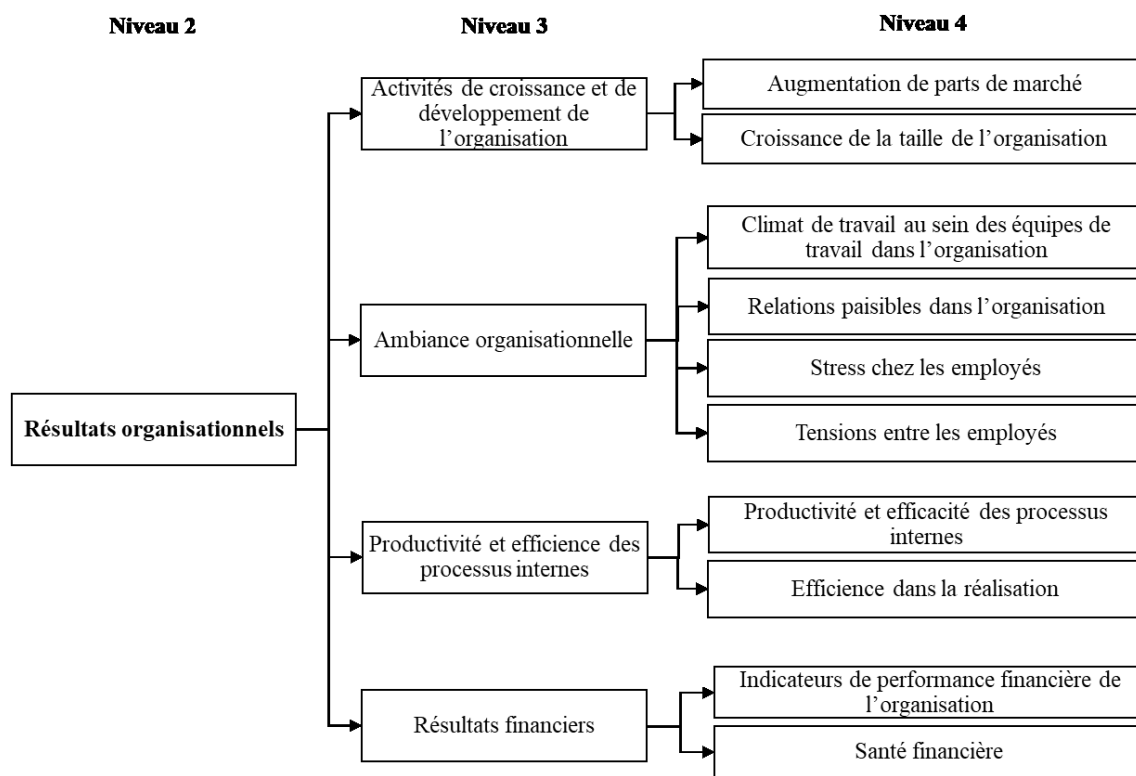 Niveau 2
Niveau 3
Niveau 4
Résultats organisationnels
Activités de croissance et de
développement de
l’organisation
Augmentation de parts de marché
Croissance de la taille de l’organisation
Ambiance organisationnelle
Climat de travail au sein des équipes de
travail dans l’organisation
Relations paisibles dans l’organisation
Stress chez les employés
Tensions entre les employés
Productivité et efficience des
processus internes
Productivité et efficacité des processus
internes
Efficience dans la réalisation
Résultats financiers
Indicateurs de performance financière de
l’organisation
Santé financière